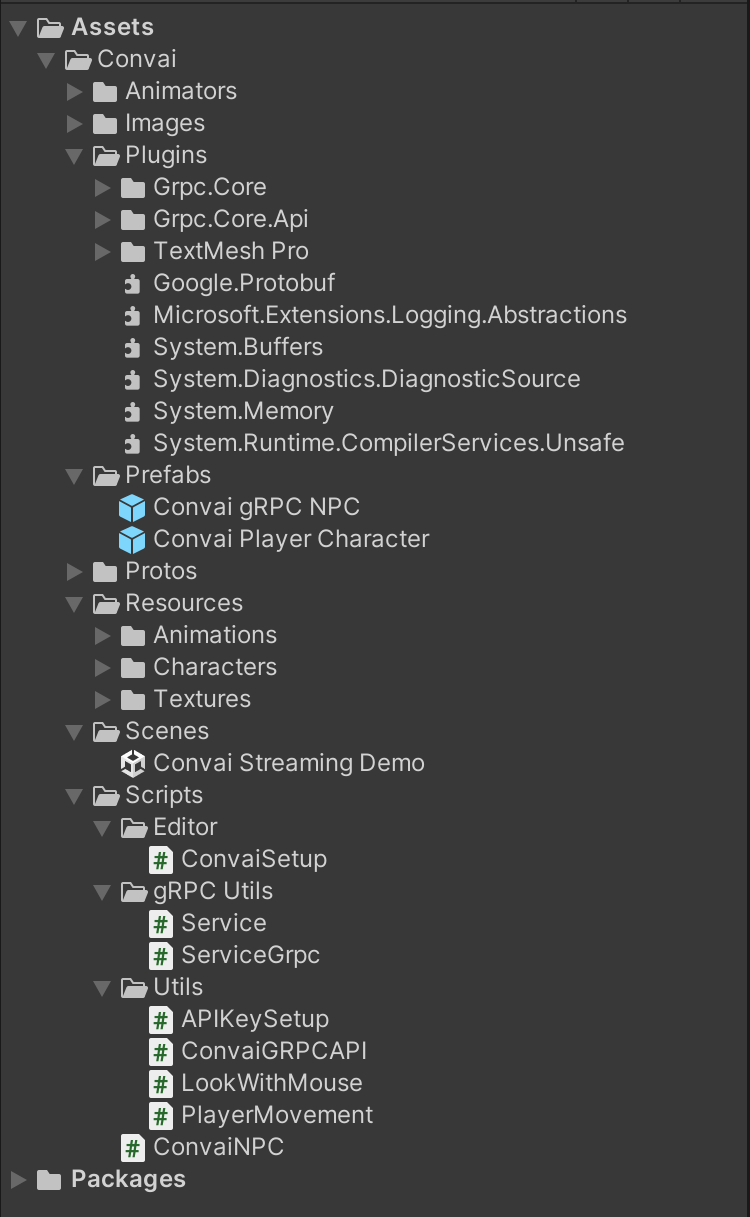 Assets
Convai
Animators
Images
Plugins
Grpc.Core
Grpc.Core.Api
TextMesh Pro
Google.Protobuf
Microsoft.Extensions.Logging.Abstractions
System.Buffers
System.Diagnostics.DiagnosticSource
System.Memory
System.Runtime.CompilerServices.Unsafe
Prefabs
Convai gRPC NPC
Convai Player Character
Protos
Resources
Animations
Characters
Textures
Scenes
Convai Streaming Demo
Scripts
Editor
ConvaiSetup
gRPC Utils
Service
ServiceGrpc
Utils
APIKeySetup
ConvaiGRPCAPI
LookWithMouse
PlayerMovement
ConvaiNPC
Packages